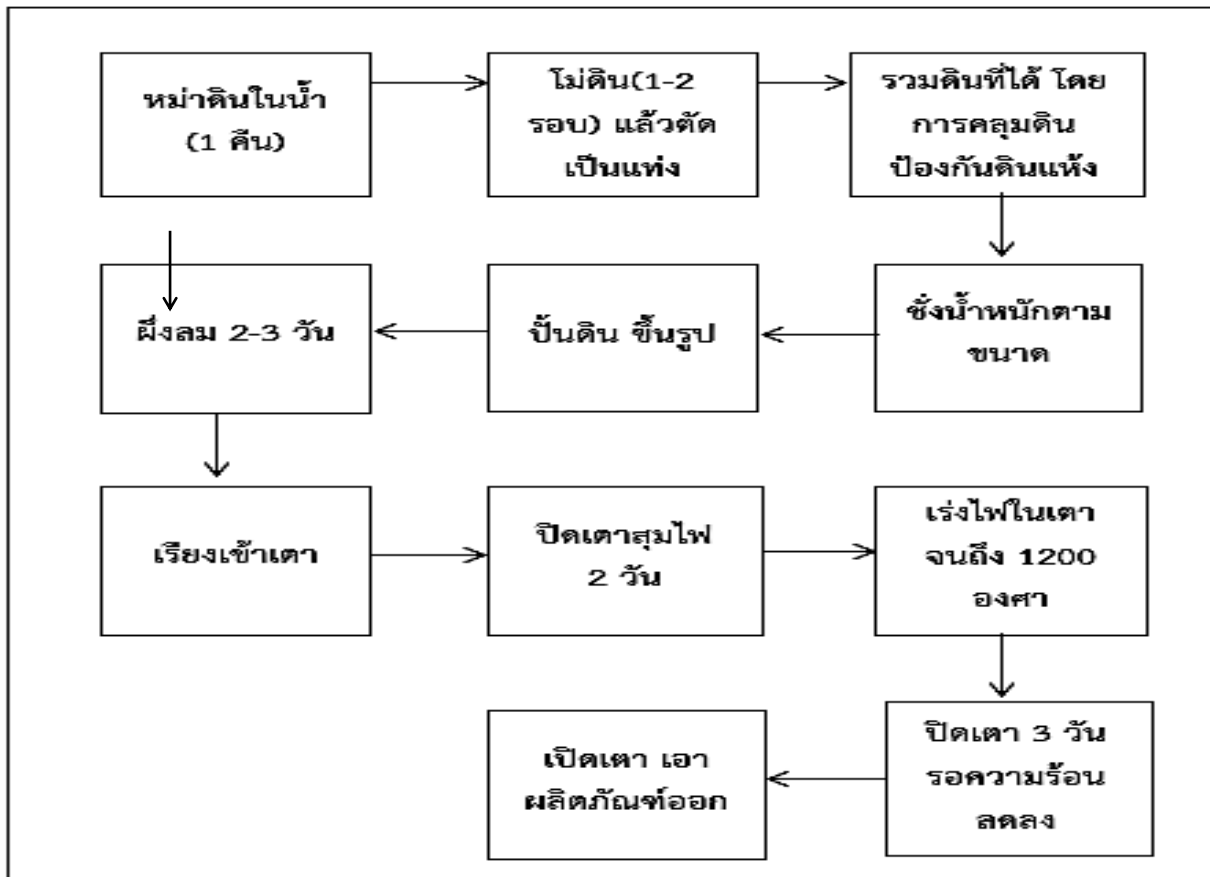 หม่าดินในน้ำ
(1 คืน)
โม่ดิน(1-2
รอบ) แล้วตัด
เป็นแท่ง
รวมดินที่ได้ โดย
การคลุมดิน
ป้องกันดินแห้ง
ชั่งน้ำหนักตาม
ขนาด
ปั้นดิน ขึ้นรูป
ผึ่งลม 2-3 วัน
เรียงเข้าเตา
ปิดเตาสุมไฟ
2 วัน
เร่งไฟในเตา
จนถึง 1200
องศา
ปิดเตา 3 วัน
รอความร้อน
ลดลง
เปิดเตา เอา
ผลิตภัณฑ์ออก